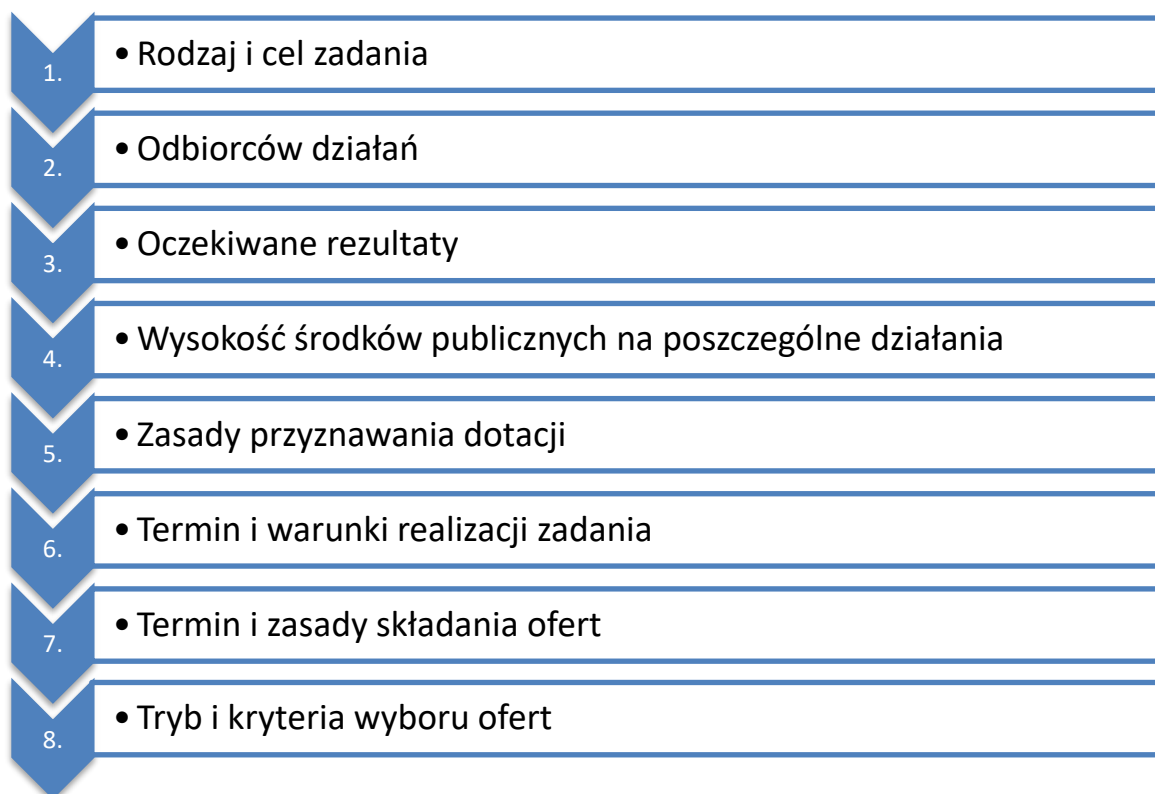 1. • Rodzaj i cel zadania
2. • Odbiorców działań
3. • Oczekiwane rezultaty
4. • Wysokość środków publicznych na poszczególne działania
5. • Zasady przyznawania dotacji
6. • Termin i warunki realizacji zadania
7. • Termin i zasady składania ofert
8. • Tryb i kryteria wyboru ofert